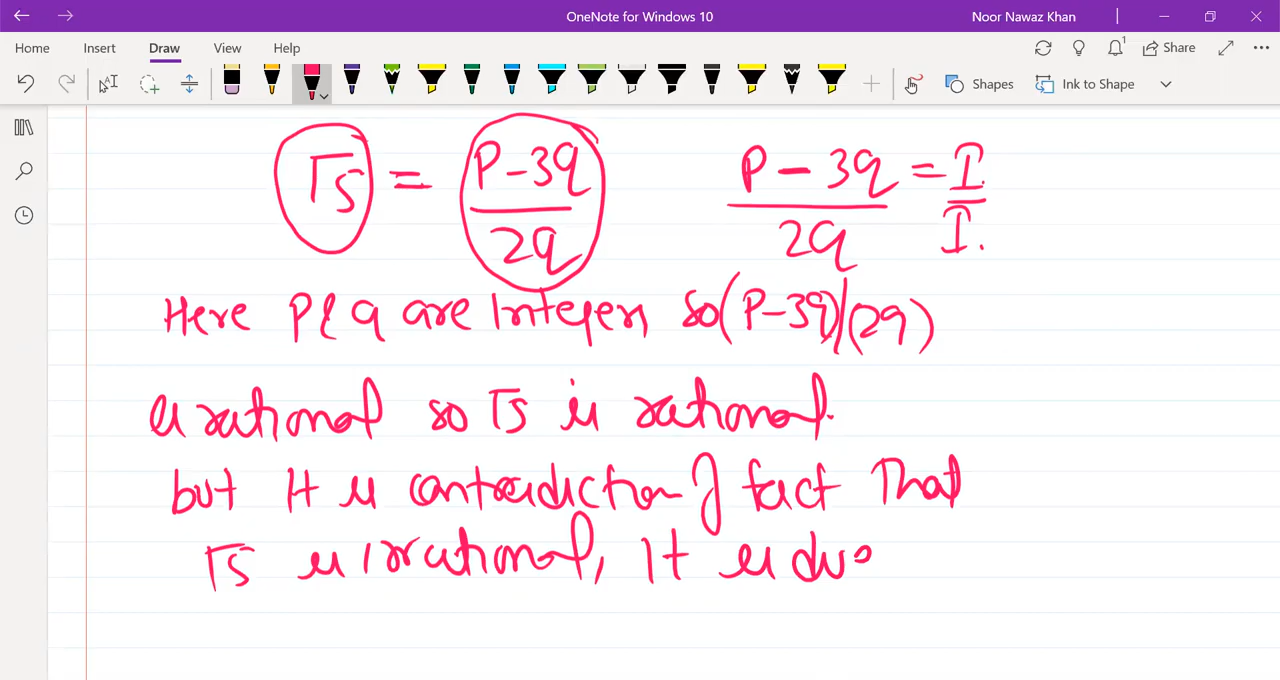 OneNote for Windows 10
Noor Nawaz Khan
Home Insert Draw View Help
1
Share
Shapes
Ink to Shape
√5 = P-3q/2q
P-3q/2q = I/I.
Here P & q are Integers so (P-3q)/(2q)
is rational so √5 is rational.
but It is contradiction of fact That
√5 is irrational, It is du